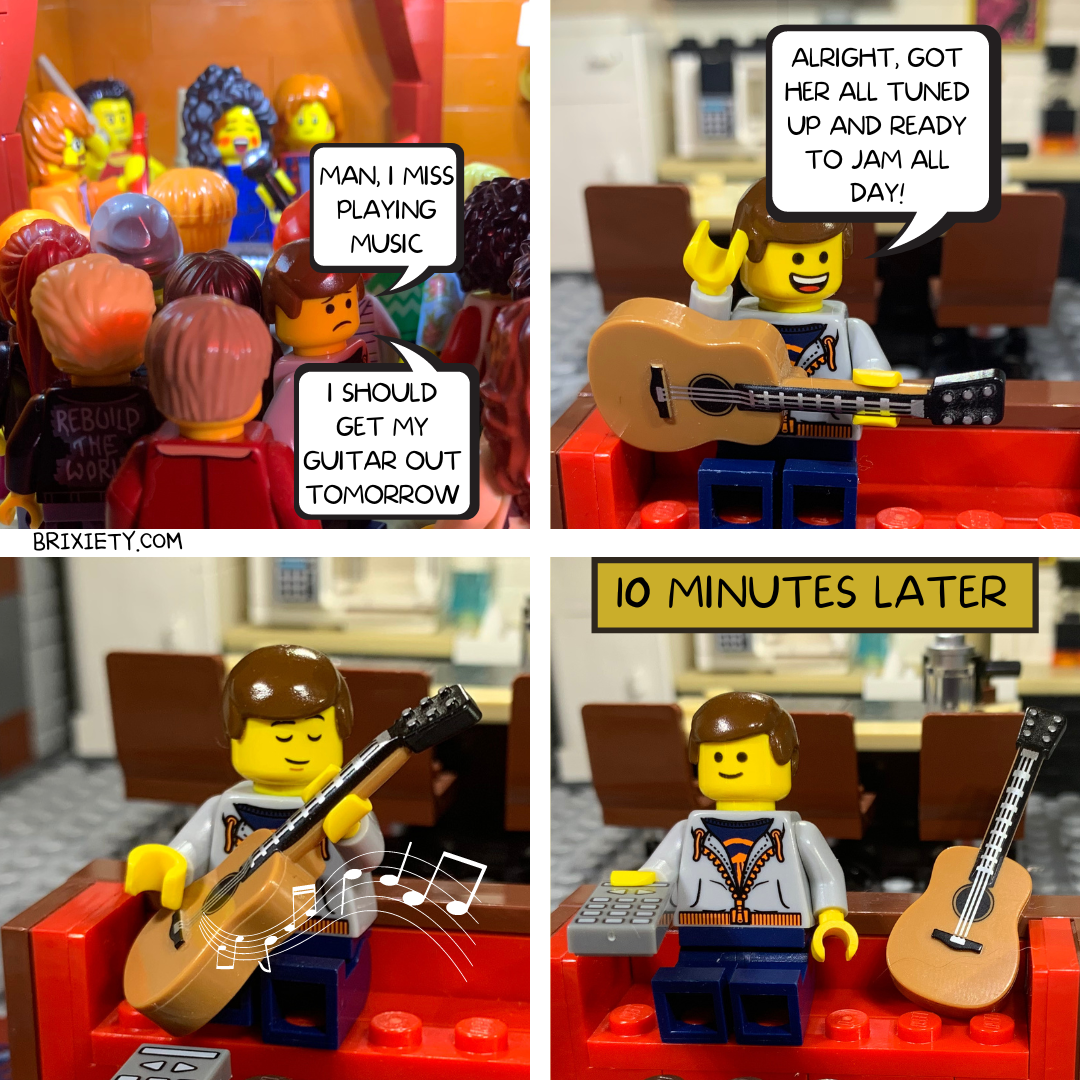 MAN, I MISS
PLAYING
MUSIC
I SHOULD
GET MY
GUITAR OUT
TOMORROW
REBUILD
THE
WORLD
ALRIGHT, GOT
HER ALL TUNED
UP AND READY
TO JAM ALL
DAY!
BRIXIETY.COM
10 MINUTES LATER